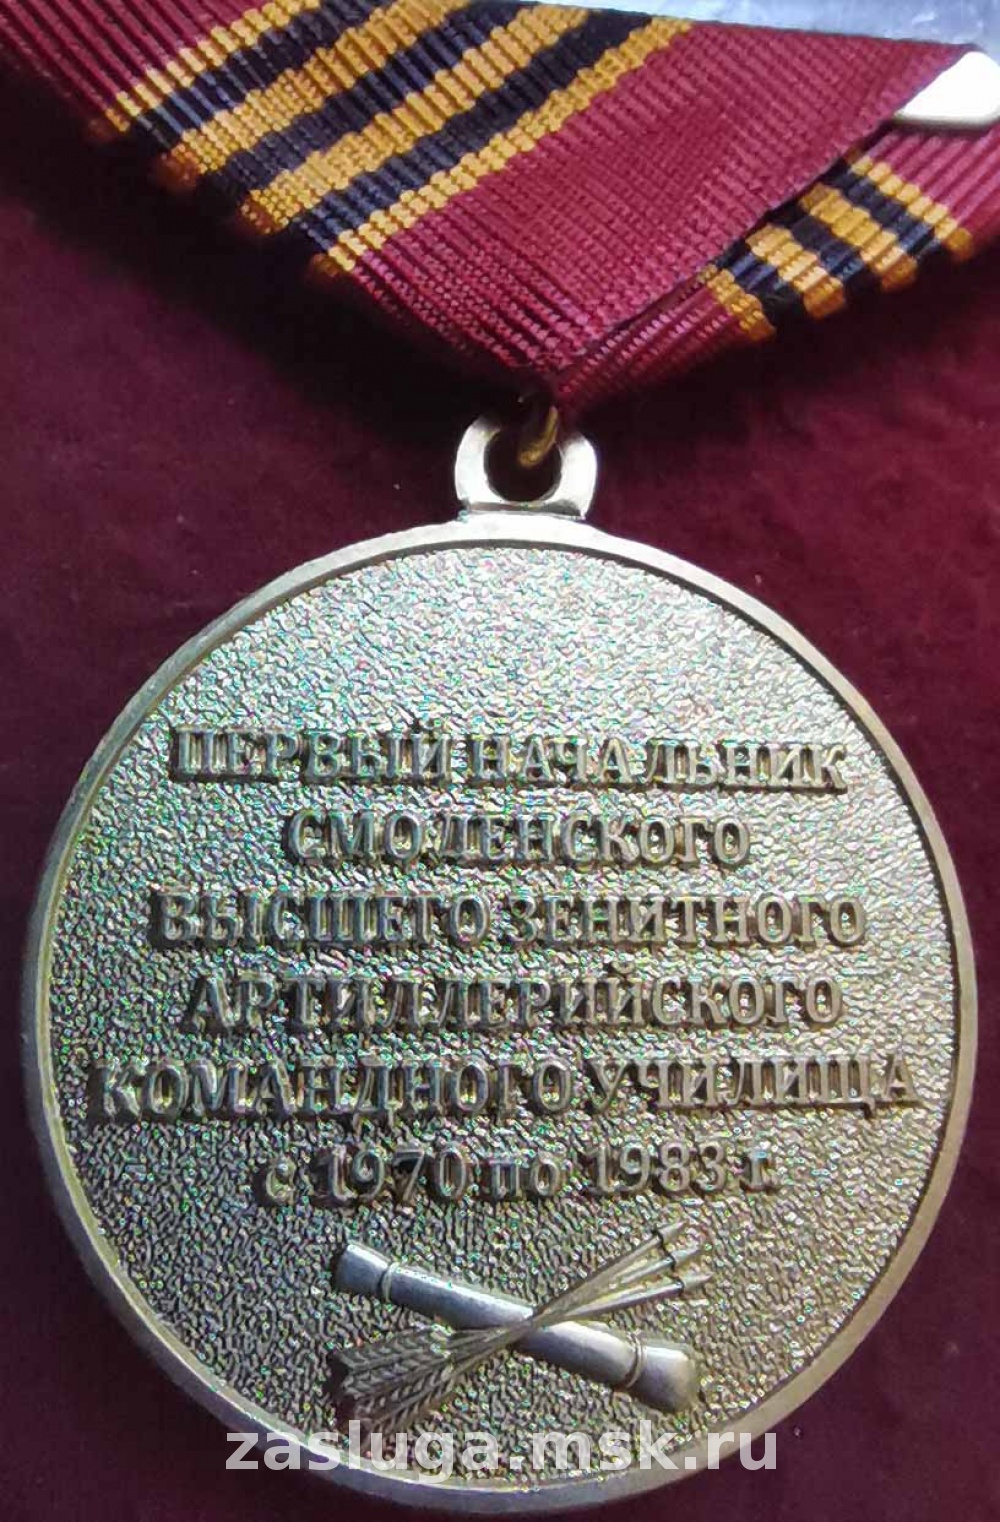 ПЕРВЫЙ НАЧАЛЬНИК
СМОЛЕНСКОГО
ВЫСШЕГО ЗЕНИТНОГО
АРТИЛЛЕРИЙСКОГО
КОМАНДНОГО УЧИЛИЩА
с 1970 по 1983 г.
zasluga.msk.ru